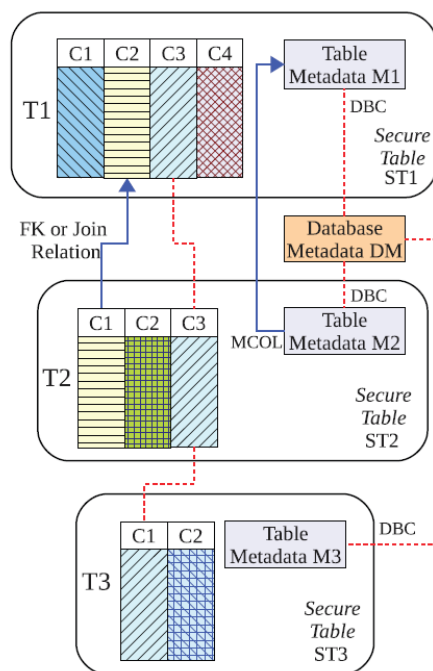 C1 C2 C3 C4
T1
Table
Metadata M1
DBC
Secure
Table
ST1
FK or Join
Relation
Database
Metadata DM
DBC
C1 C2 C3
T2
Table
Metadata M2
MCOL
Secure
Table
ST2
C1 C2
T3
Table
Metadata M3
DBC
Secure
Table
ST3